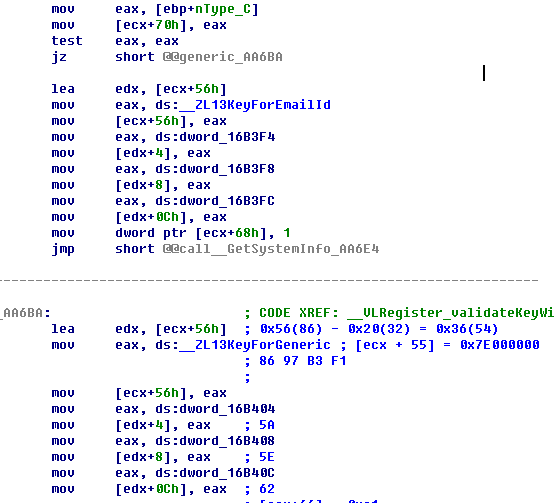 mov eax, [ebp+nType_C]
mov [ecx+70h], eax
test eax, eax
jz short @@generic_AA6BA
lea edx, [ecx+56h]
mov eax, ds:__ZL13KeyForEmailId
mov [ecx+56h], eax
mov eax, ds:dword_16B3F4
mov [edx+4], eax
mov eax, ds:dword_16B3F8
mov [edx+8], eax
mov eax, ds:dword_16B3FC
mov [edx+0Ch], eax
mov dword ptr [ecx+68h], 1
jmp short @@call__GetSystemInfo_AA6E4
_AA6BA: ; CODE XREF: __VLRegister_validateKeyWi
lea edx, [ecx+56h] ; 0x56(86) - 0x20(32) = 0x36(54)
mov eax, ds:__ZL13KeyForGeneric ; [ecx + 55] = 0x7E000000
; 86 97 B3 F1
;
mov [ecx+56h], eax
mov eax, ds:dword_16B404
mov [edx+4], eax ; 5A
mov eax, ds:dword_16B408
mov [edx+8], eax ; 5E
mov eax, ds:dword_16B40C
mov [edx+0Ch], eax ; 62